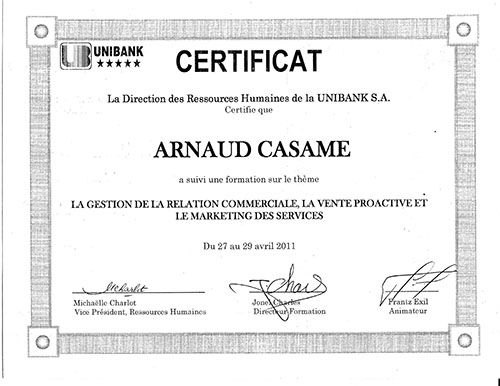 UNIBANK
CERTIFICAT
La Direction des Ressources Humaines de la UNIBANK S.A.
Certifie que
ARNAUD CASAME
a suivi une formation sur le thème
LA GESTION DE LA RELATION COMMERCIALE, LA VENTE PROACTIVE ET
LE MARKETING DES SERVICES
Du 27 au 29 avril 2011
Michaëlle Charlot
Vice Président, Ressources Humaines
Jonel Charles
Directeur Formation
Frantz Exil
Animateur